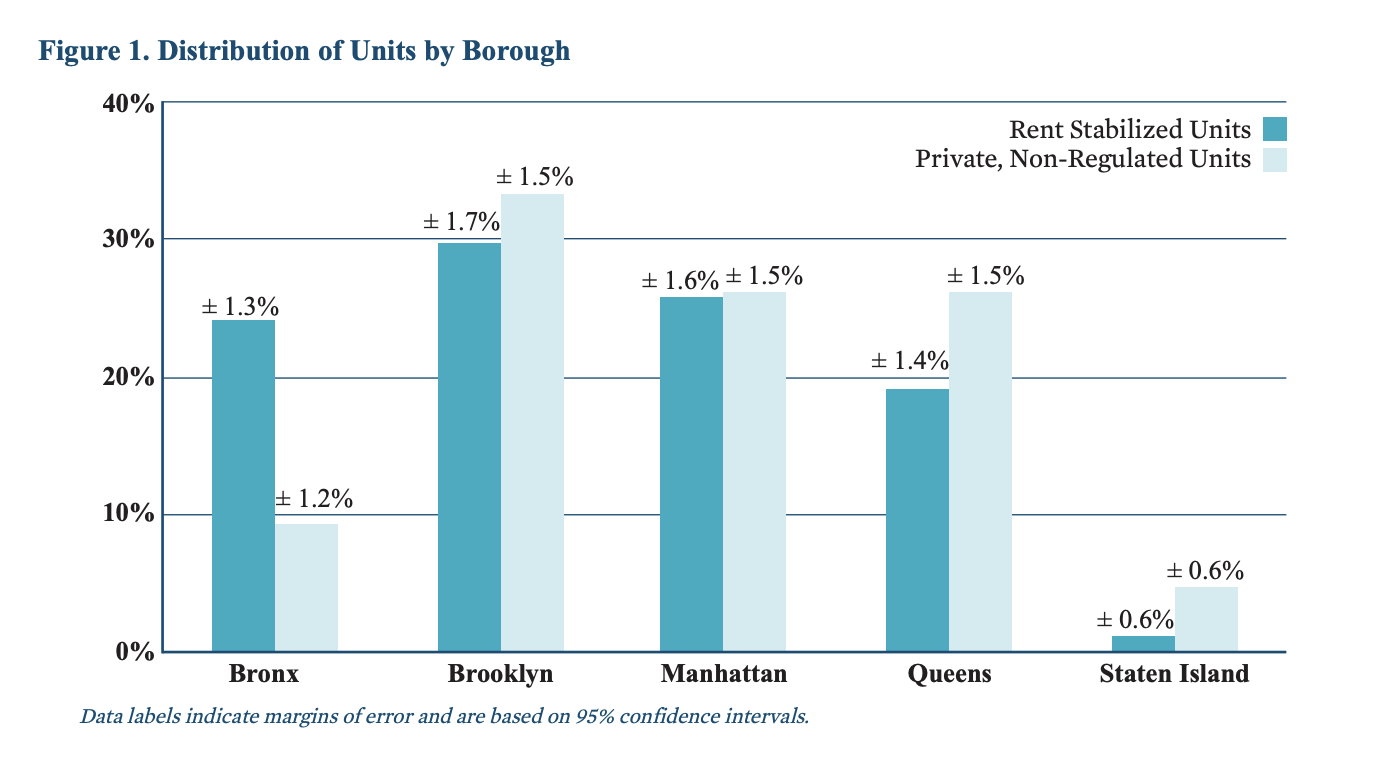 Figure 1. Distribution of Units by Borough
40%
Rent Stabilized Units
Private, Non-Regulated Units
± 1.5%
± 1.7%
30%
± 1.6% ± 1.5%
± 1.5%
± 1.3%
± 1.4%
20%
± 1.2%
10%
± 0.6%
± 0.6%
0%
Bronx Brooklyn Manhattan Queens Staten Island
Data labels indicate margins of error and are based on 95% confidence intervals.